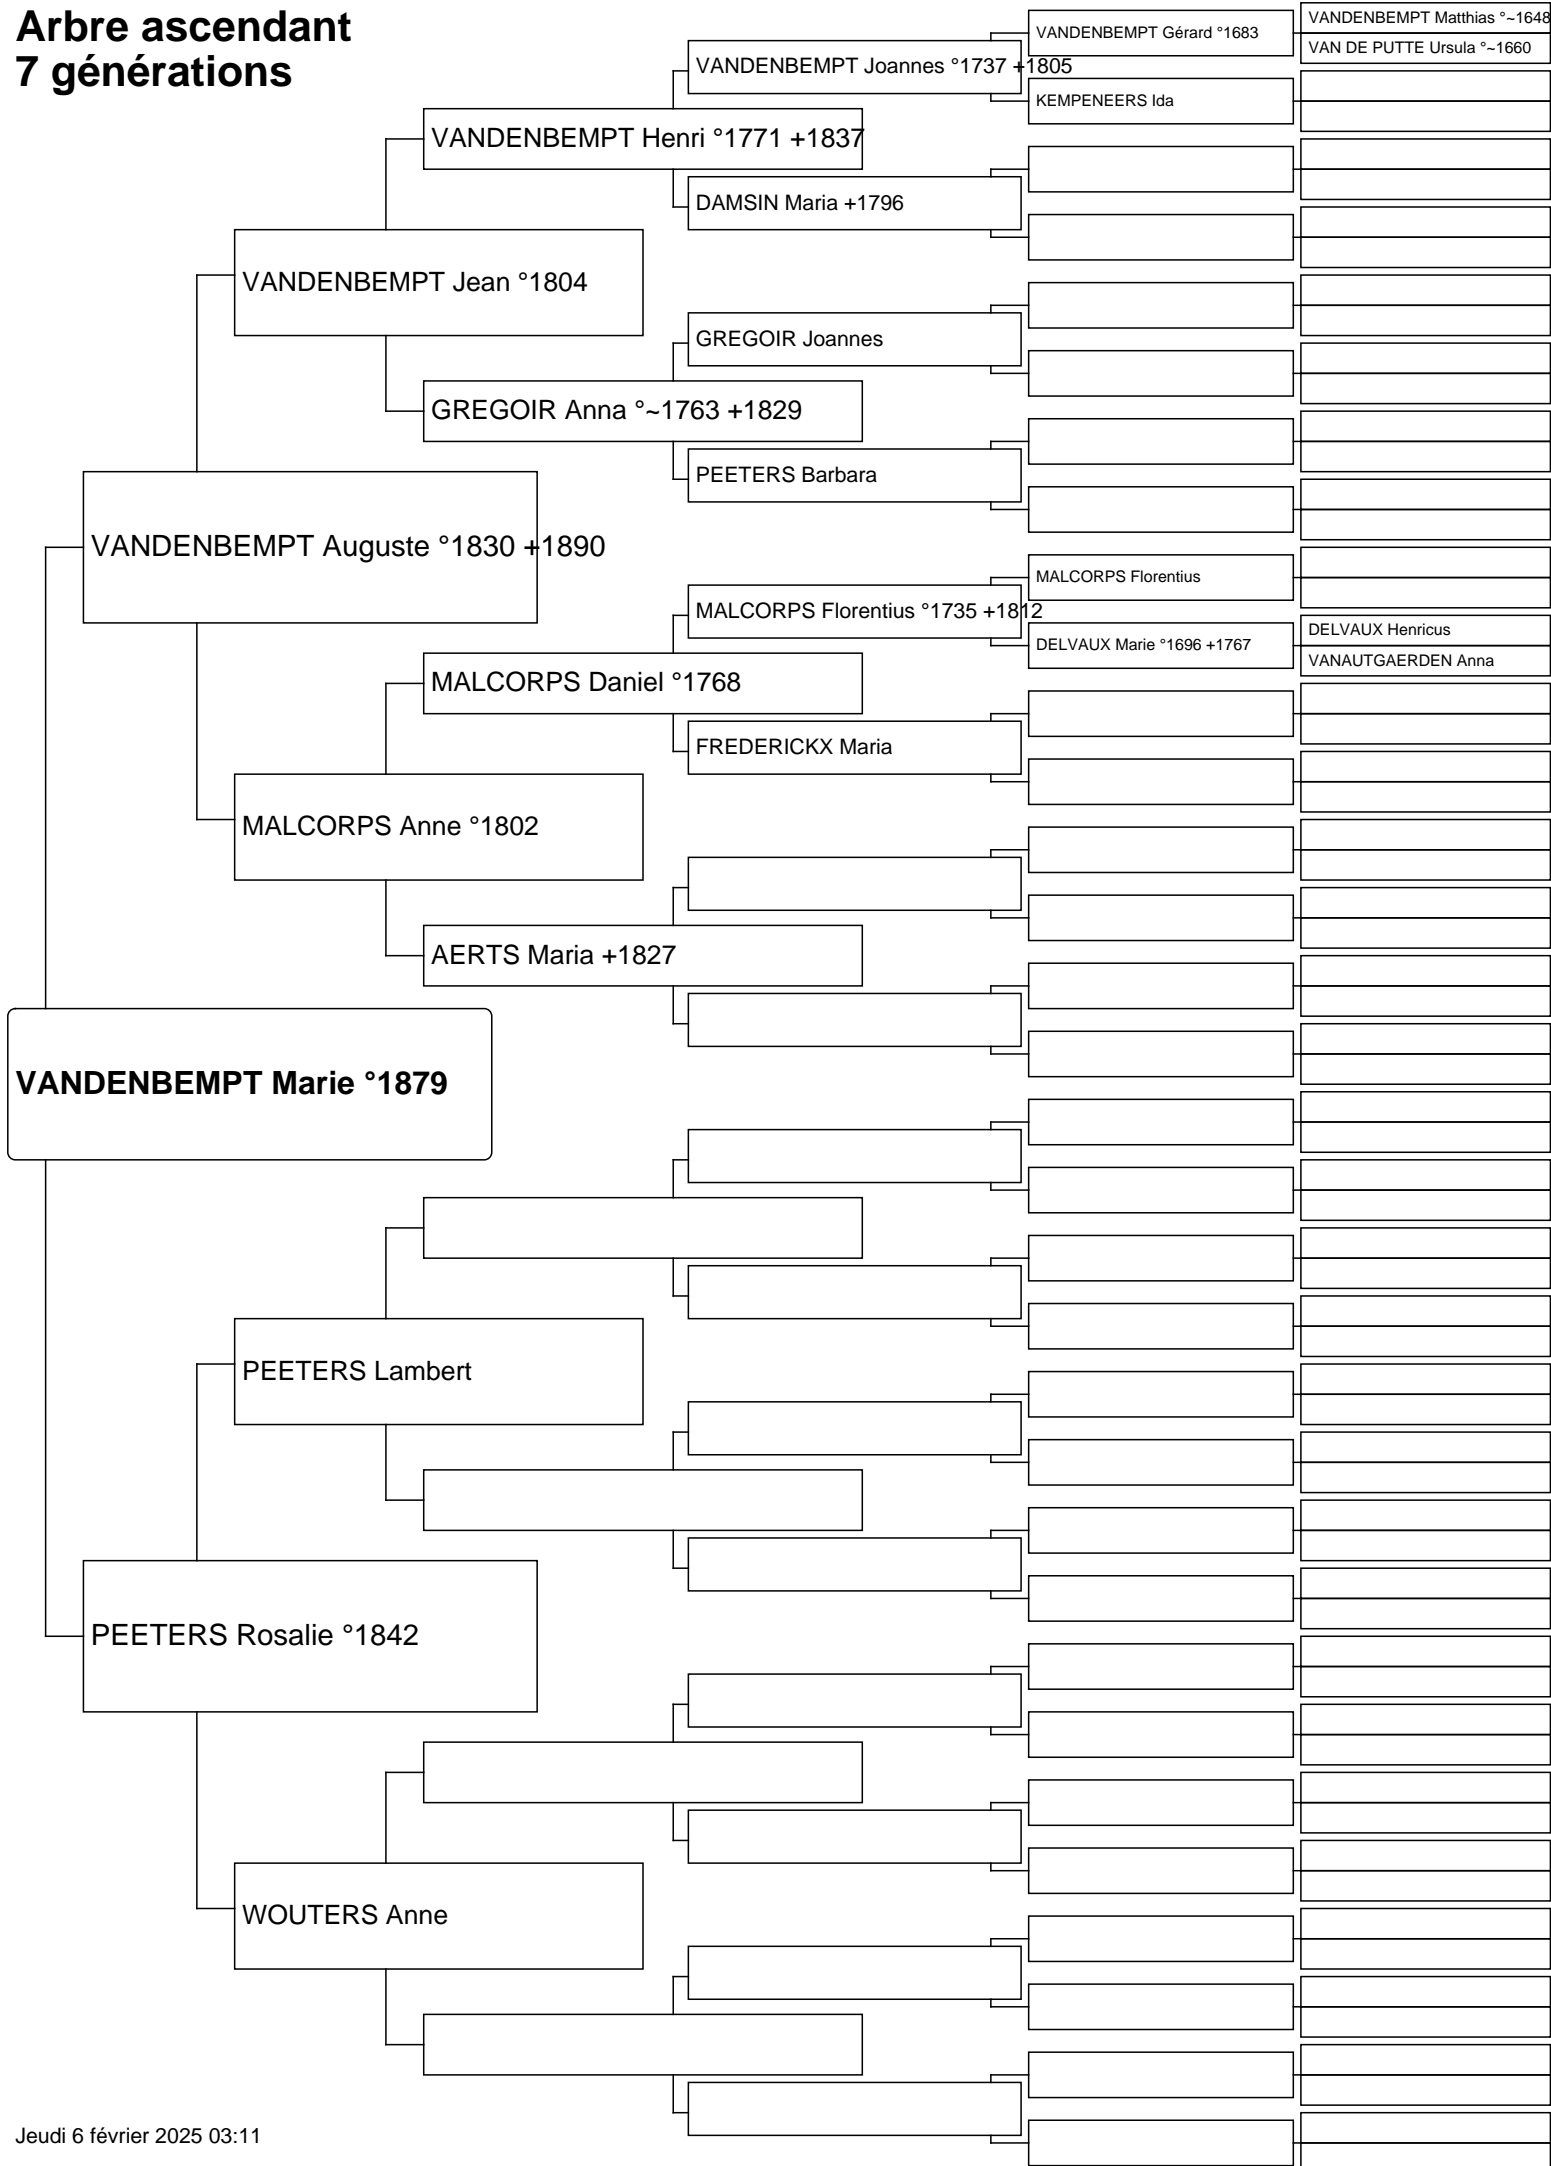 Arbre ascendant
7 générations
VANDENBEMPT Matthias °~1648
VANDENBEMPT Gérard °1683
VAN DE PUTTE Ursula °~1660
VANDENBEMPT Joannes °1737 +1805
KEMPENEERS Ida
VANDENBEMPT Henri °1771 +1837
DAMSIN Maria +1796
VANDENBEMPT Jean °1804
GREGOIR Joannes
GREGOIR Anna °~1763 +1829
PEETERS Barbara
VANDENBEMPT Auguste °1830 +1890
MALCORPS Florentius
MALCORPS Florentius °1735 +1812
DELVAUX Henricus
DELVAUX Marie °1696 +1767
VANAUTGAERDEN Anna
MALCORPS Daniel °1768
FREDERICKX Maria
MALCORPS Anne °1802
AERTS Maria +1827
VANDENBEMPT Marie °1879
PEETERS Lambert
PEETERS Rosalie °1842
WOUTERS Anne
Jeudi 6 février 2025 03:11